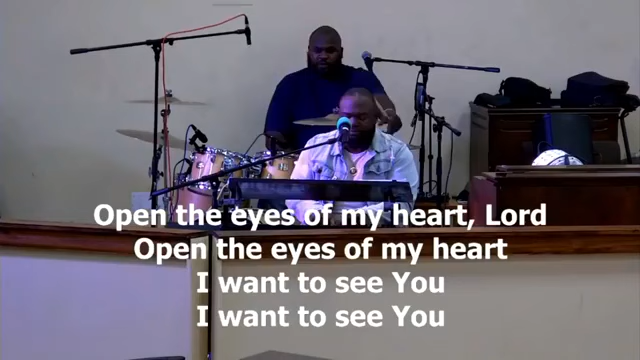 Open the eyes of my heart, Lord
Open the eyes of my heart
I want to see You
I want to see You